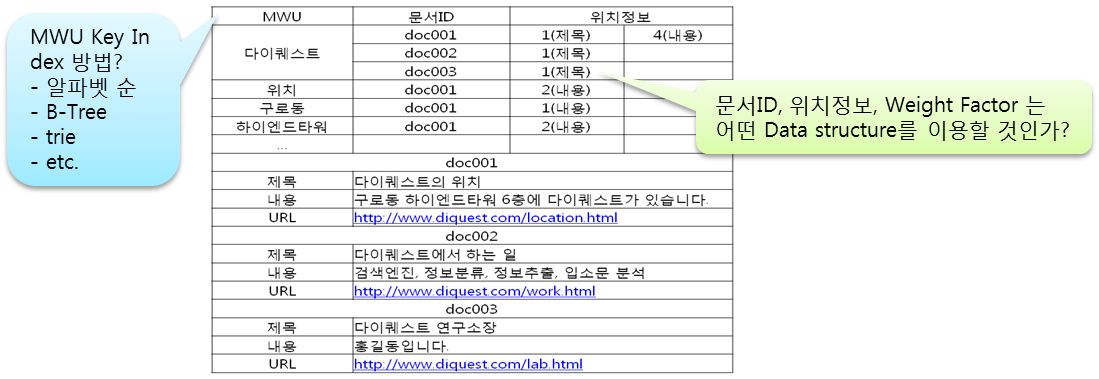 MWU Key In
dex 방법?
- 알파벳 순
- B-Tree
- trie
- etc.
MWU 문서ID 위치정보
다이퀘스트 doc001 1(제목) 4(내용)
doc002 1(제목)
doc003 1(제목)
위치 doc001 2(내용)
구로동 doc001 1(내용)
하이엔드타워 doc001 2(내용)
...
문서ID, 위치정보, Weight Factor 는
어떤 Data structure를 이용할 것인가?
doc001
제목 다이퀘스트의 위치
내용 구로동 하이엔드타워 6층에 다이퀘스트가 있습니다.
URL http://www.diquest.com/location.html
doc002
제목 다이퀘스트에서 하는 일
내용 검색엔진, 정보분류, 정보추출, 입소문 분석
URL http://www.diquest.com/work.html
doc003
제목 다이퀘스트 연구소장
내용 홍길동입니다.
URL http://www.diquest.com/lab.html